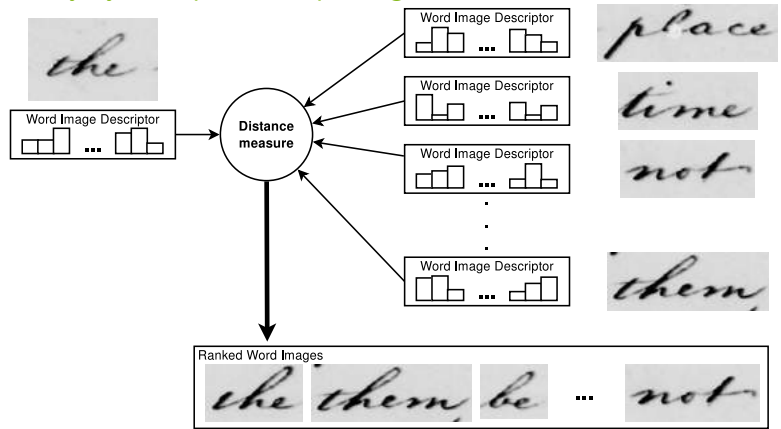 the
Word Image Descriptor
...
Distance
measure
Word Image Descriptor
...
place
Word Image Descriptor
...
time
Word Image Descriptor
...
not
Word Image Descriptor
...
them,
Ranked Word Images
the them, be ... not